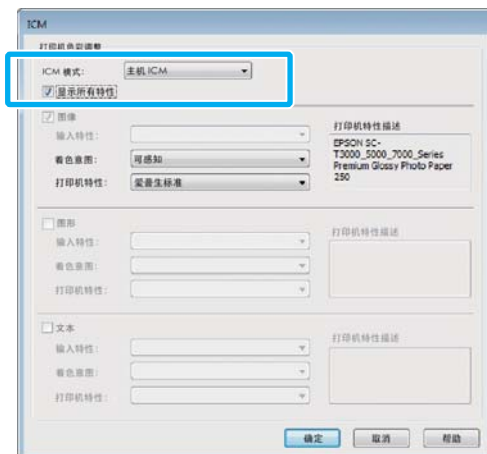 ICM
打印机色彩调整
ICM 模式: 主机 ICM
显示所有特性
图像
输入特性:
着色意图: 可感知
打印机特性: 爱普生标准
打印机特性描述
EPSON SC-
T3000_5000_7000_Series
Premium Glossy Photo Paper
250
图形
输入特性:
着色意图:
打印机特性:
打印机特性描述
文本
输入特性:
着色意图:
打印机特性:
打印机特性描述
确定 取消 帮助